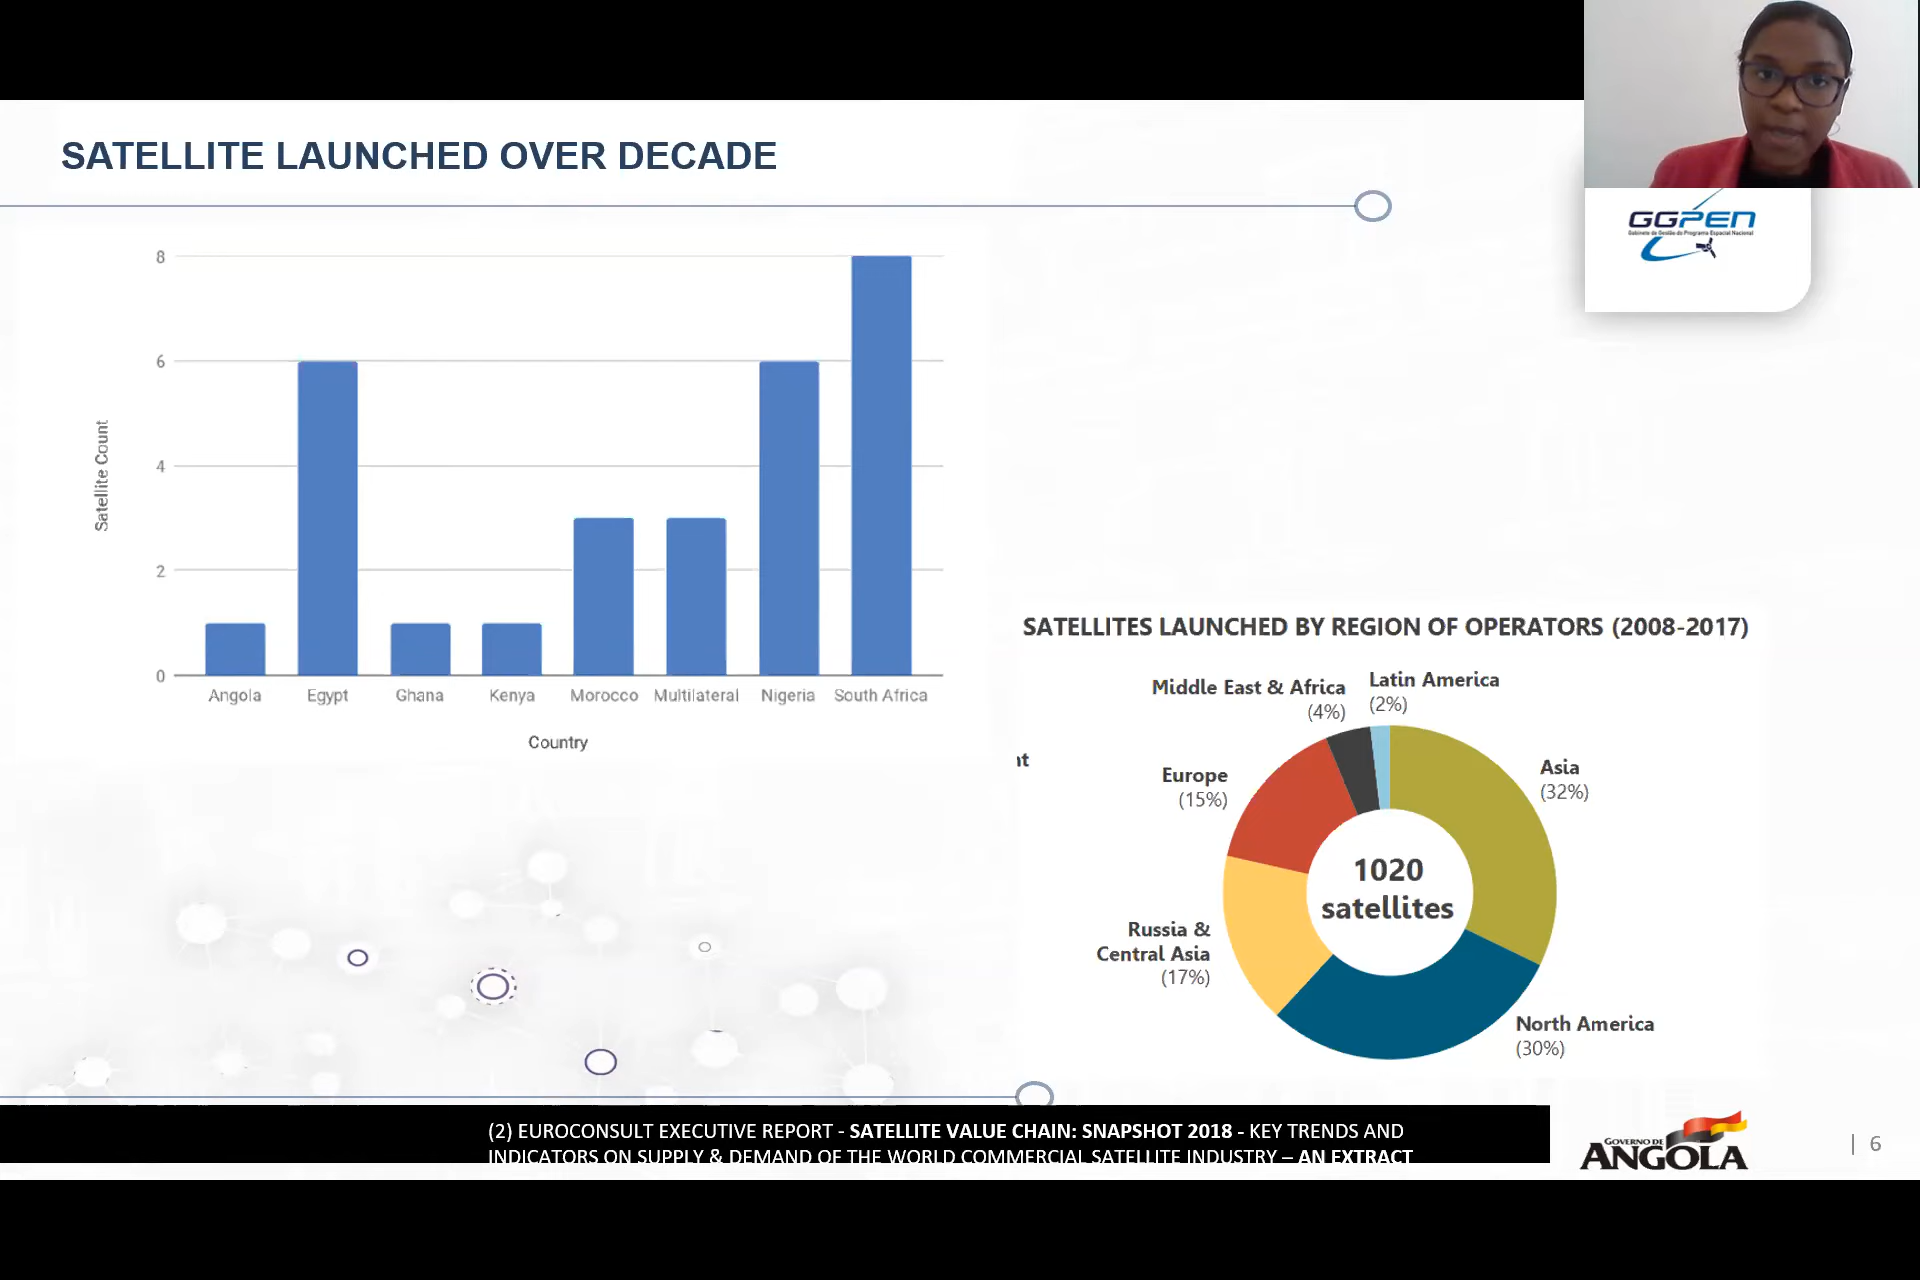 SATELLITE LAUNCHED OVER DECADE
GGPEN
Gabinete de Gestão do Programa Espacial Nacional
8
6
4
2
0
Satellite Count
Angola
Egypt
Ghana
Kenya
Morocco
Multilateral
Nigeria
South Africa
Country
nt
SATELLITES LAUNCHED BY REGION OF OPERATORS (2008-2017)
Middle East & Africa
(4%)
Latin America
(2%)
Europe
(15%)
Asia
(32%)
1020
satellites
Russia &
Central Asia
(17%)
North America
(30%)
(2) EUROCONSULT EXECUTIVE REPORT - SATELLITE VALUE CHAIN: SNAPSHOT 2018 - KEY TRENDS AND
INDICATORS ON SUPPLY & DEMAND OF THE WORLD COMMERCIAL SATELLITE INDUSTRY – AN EXTRACT
GOVERNO DE
ANGOLA
| 6